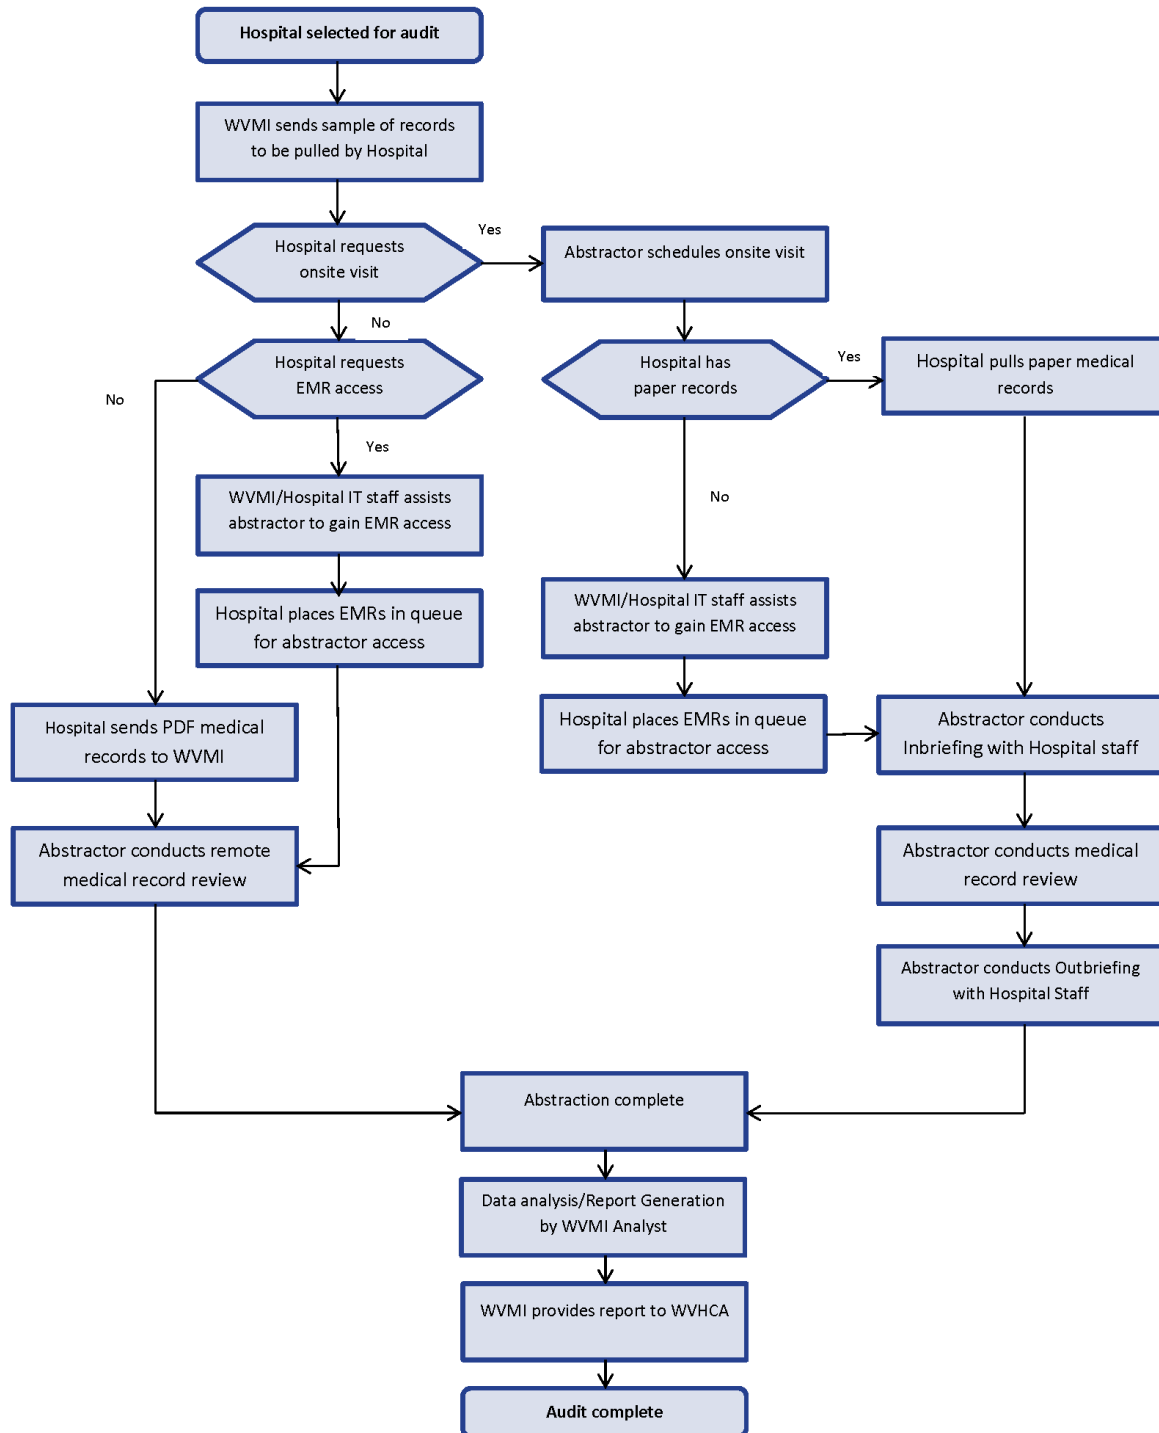 Hospital selected for audit
WVMI sends sample of records
to be pulled by Hospital
Hospital requests
onsite visit
Yes
Abstractor schedules onsite visit
No
Hospital requests
EMR access
Hospital has
paper records
Yes
Hospital pulls paper medical
records
No
Yes
WVMI/Hospital IT staff assists
abstractor to gain EMR access
No
Hospital places EMRs in queue
for abstractor access
WVMI/Hospital IT staff assists
abstractor to gain EMR access
Hospital sends PDF medical
records to WVMI
Hospital places EMRs in queue
for abstractor access
Abstractor conducts
Inbriefing with Hospital staff
Abstractor conducts remote
medical record review
Abstractor conducts medical
record review
Abstractor conducts Outbriefing
with Hospital Staff
Abstraction complete
Data analysis/Report Generation
by WVMI Analyst
WVMI provides report to WVHCA
Audit complete